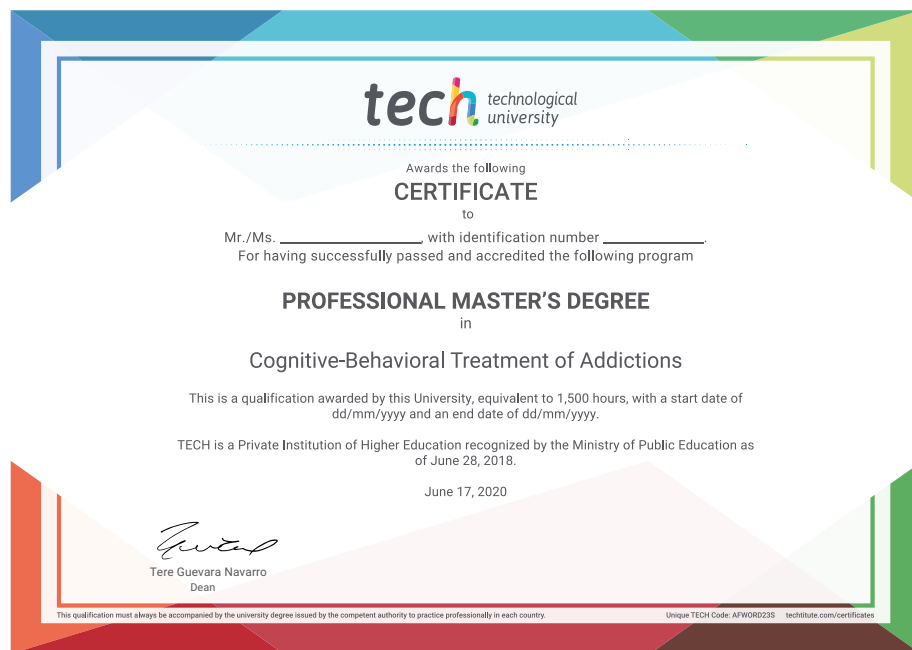 tech technological
university
Awards the following
CERTIFICATE
to
Mr./Ms. ____________, with identification number ____________.
For having successfully passed and accredited the following program
PROFESSIONAL MASTER'S DEGREE
in
Cognitive-Behavioral Treatment of Addictions
This is a qualification awarded by this University, equivalent to 1,500 hours, with a start date of
dd/mm/yyyy and an end date of dd/mm/yyyy.
TECH is a Private Institution of Higher Education recognized by the Ministry of Public Education as
of June 28, 2018.
June 17, 2020
Tere Guevara Navarro
Dean
This qualification must always be accompanied by the university degree issued by the competent authority to practice professionally in each country.
Unique TECH Code: AFWORD23S techtitute.com/certificates